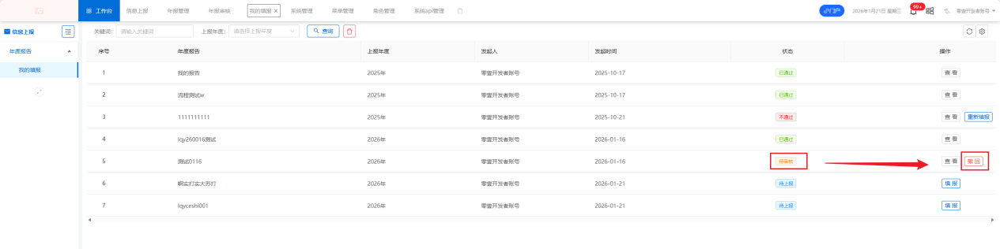 工作台 信息上报 年报管理 年报审核 我的填报 x 系统管理 菜单管理 角色管理 系统api管理 门户 2026年1月21日 星期三 99+ 零壹开发者账号
信息上报 关键词: 请输入关键词 上报年度: 请选择上报年度 查询
年度报告 序号 年度报告 上报年度 发起人 发起时间 状态 操作
我的填报 1 我的报告 2025年 零壹开发者账号 2025-10-17 已通过 查看
2 流程测试w 2025年 零壹开发者账号 2025-10-17 已通过 查看
3 1111111111 2025年 零壹开发者账号 2025-10-21 不通过 查看 重新填报
4 lqy260016测试 2026年 零壹开发者账号 2026-01-16 已通过 查看
5 测试0116 2026年 零壹开发者账号 2026-01-16 待审核 查看 撤回
6 啊实打实大苏打 2026年 零壹开发者账号 2026-01-21 待上报 填报
7 lqyceshi001 2026年 零壹开发者账号 2026-01-21 待上报 填报